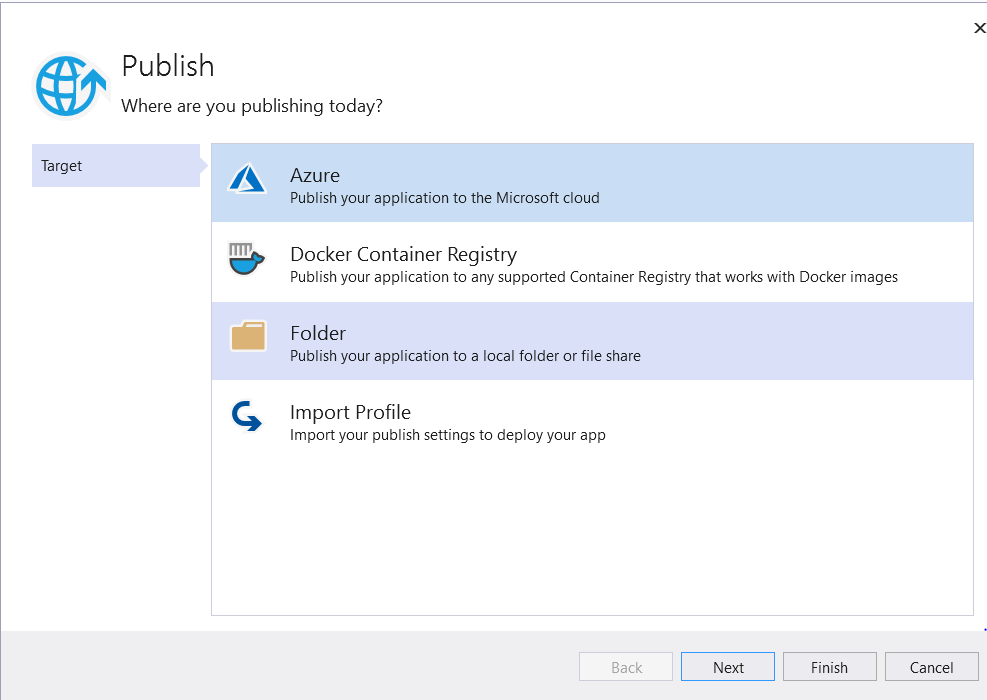 Publish
Where are you publishing today?
Target
Azure
Publish your application to the Microsoft cloud
Docker Container Registry
Publish your application to any supported Container Registry that works with Docker images
Folder
Publish your application to a local folder or file share
Import Profile
Import your publish settings to deploy your app
Back
Next
Finish
Cancel